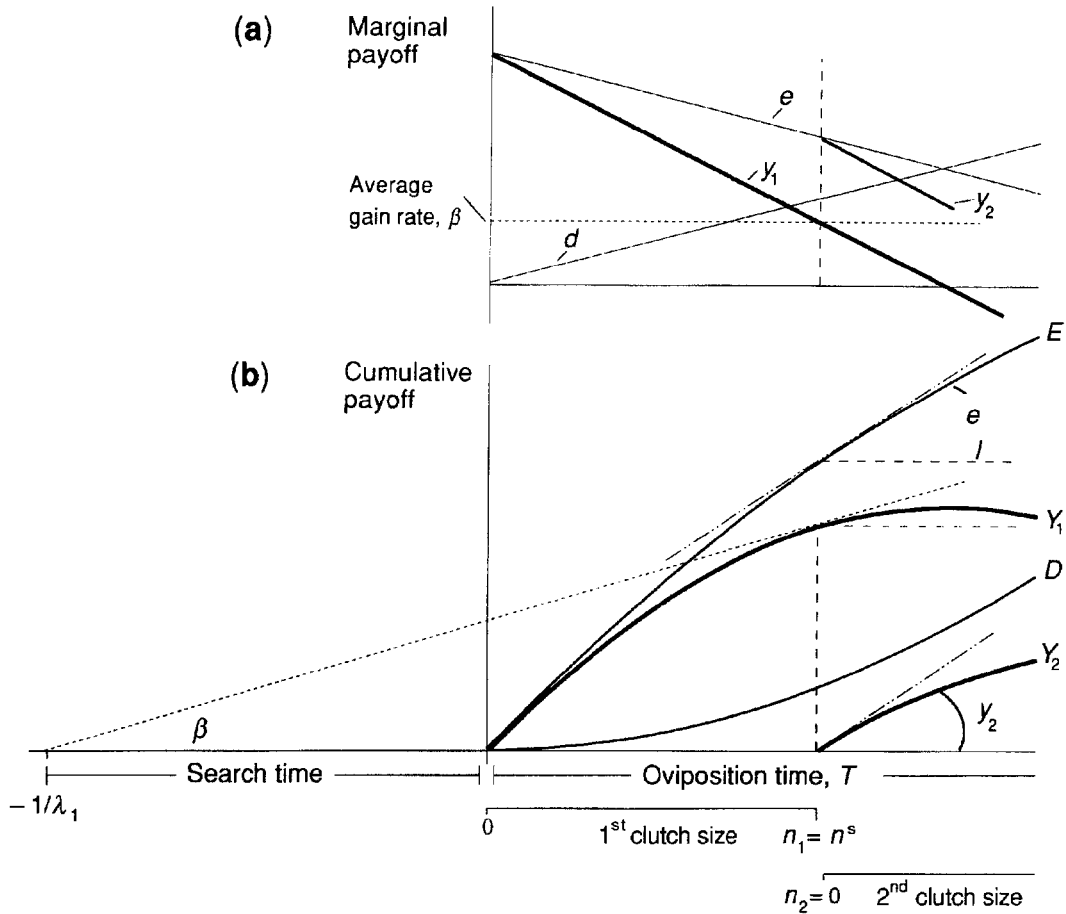 (a) Marginal payoff
e
y₁
Average gain rate, β
y₂
d
(b) Cumulative payoff
E
e
Y₁
D
Y₂
y₂
β
Search time
Oviposition time, T
− 1/λ₁
0
1ˢᵗ clutch size
n₁ = nˢ
n₂ = 0
2ⁿᵈ clutch size